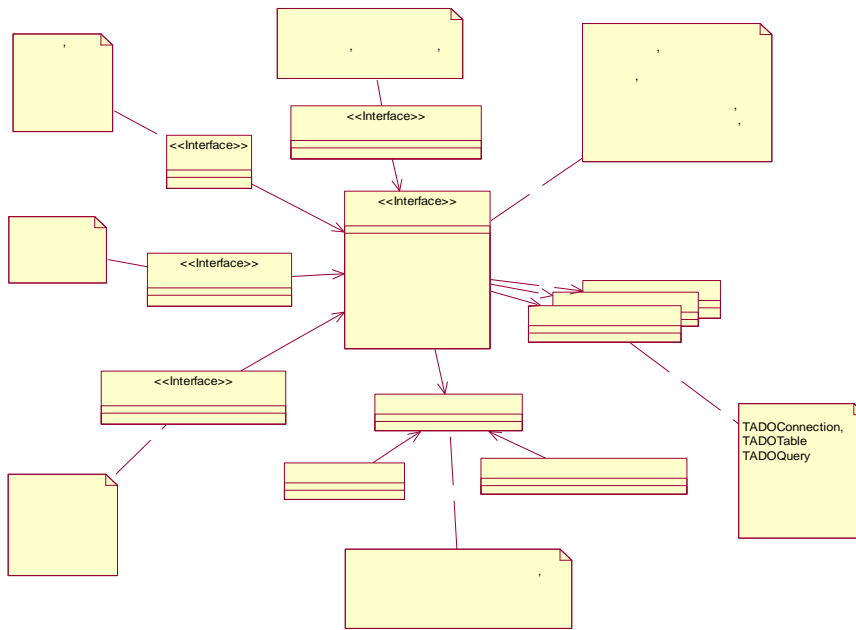 ,
, ,
,
,
,
,
<<Interface>>
<<Interface>>
<<Interface>>
<<Interface>>
<<Interface>>
TADOConnection,
TADOTable
TADOQuery
,